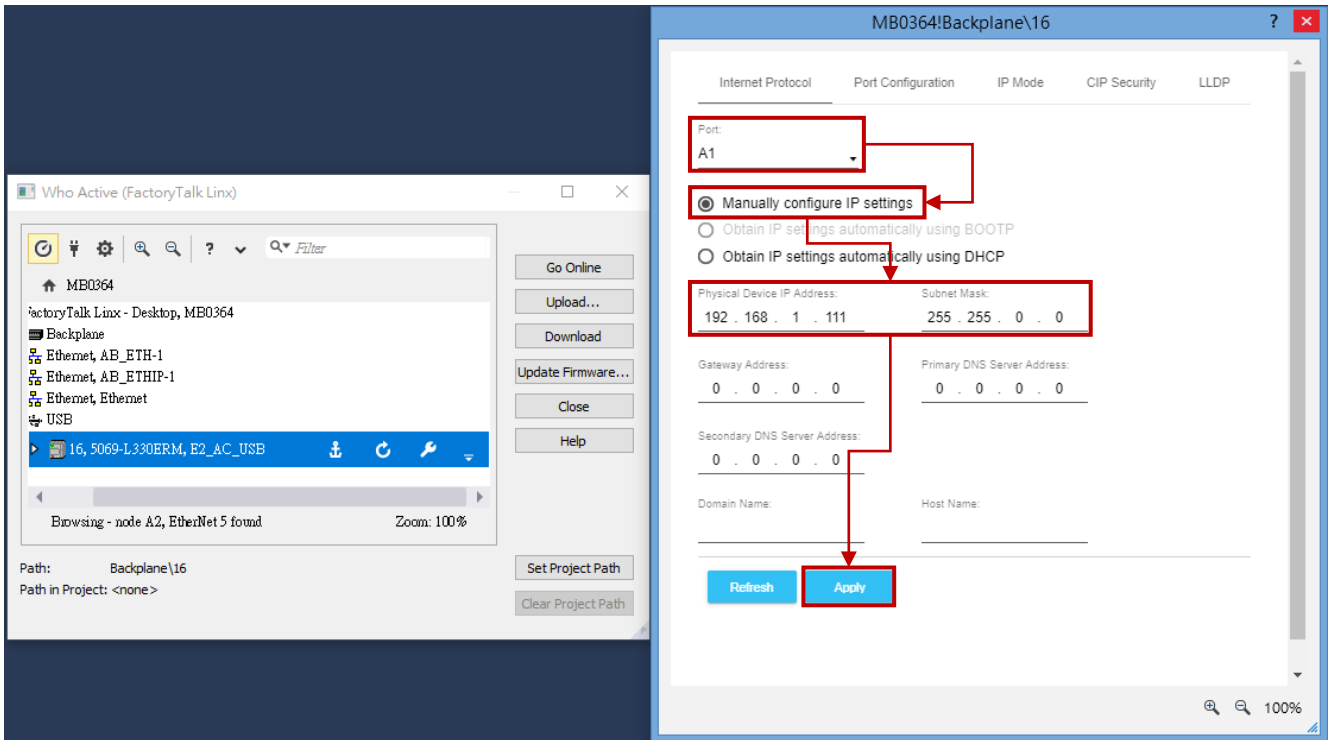 Who Active (FactoryTalk Linx)
Filter
MB0364
actoryTalk Linx - Desktop, MB0364
Backplane
Ethernet, AB_ETH-1
Ethernet, AB_ETHIP-1
Ethernet, Ethernet
USB
16, 5069-L330ERM, E2_AC_USB
Browsing - node A2, EtherNet 5 found Zoom: 100%
Go Online
Upload...
Download
Update Firmware...
Close
Help
Path: Backplane\16
Path in Project: <none>
Set Project Path
Clear Project Path
MB0364!Backplane\16
?
Internet Protocol Port Configuration IP Mode CIP Security LLDP
Port:
A1
Manually configure IP settings
Obtain IP settings automatically using BOOTP
Obtain IP settings automatically using DHCP
Physical Device IP Address: Subnet Mask:
192 . 168 . 1 . 111 255 . 255 . 0 . 0
Gateway Address: Primary DNS Server Address:
0 . 0 . 0 . 0 0 . 0 . 0 . 0
Secondary DNS Server Address:
0 . 0 . 0 . 0
Domain Name: Host Name:
Refresh Apply
100%